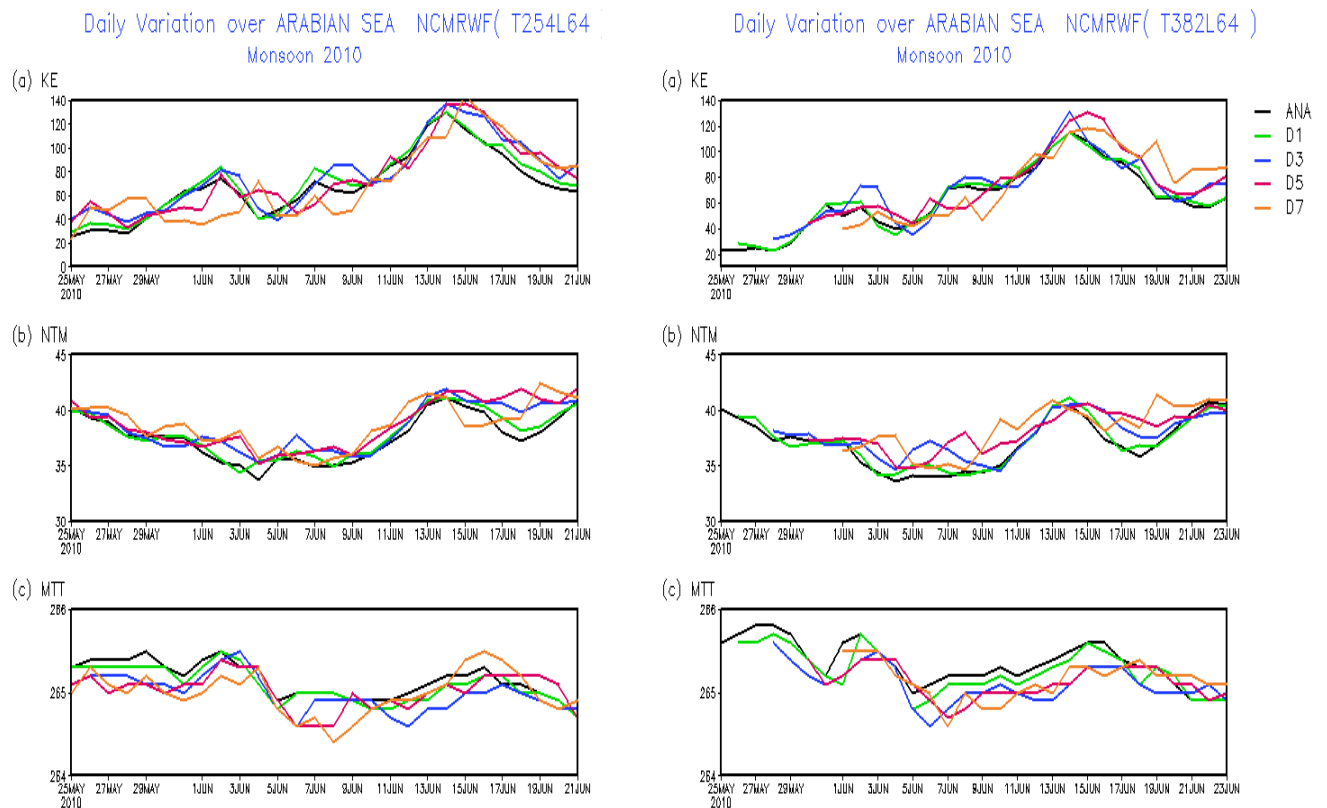 Daily Variation over ARABIAN SEA NCMRWF( T254L64
Monsoon 2010
(a) KE
140
120
100
80
60
40
20
0
25MAY 27MAY 29MAY 1JUN 3JUN 5JUN 7JUN 9JUN 11JUN 13JUN 15JUN 17JUN 19JUN 21JUN
2010
(b) NTM
45
40
35
30
25MAY 27MAY 29MAY 1JUN 3JUN 5JUN 7JUN 9JUN 11JUN 13JUN 15JUN 17JUN 19JUN 21JUN
2010
(c) MTT
266
265
264
25MAY 27MAY 29MAY 1JUN 3JUN 5JUN 7JUN 9JUN 11JUN 13JUN 15JUN 17JUN 19JUN 21JUN
2010
Daily Variation over ARABIAN SEA NCMRWF( T382L64 )
Monsoon 2010
(a) KE
140
120
100
80
60
40
20
25MAY 27MAY 29MAY 1JUN 3JUN 5JUN 7JUN 9JUN 11JUN 13JUN 15JUN 17JUN 19JUN 21JUN 23JUN
2010
ANA
D1
D3
D5
D7
(b) NTM
45
40
35
30
25MAY 27MAY 29MAY 1JUN 3JUN 5JUN 7JUN 9JUN 11JUN 13JUN 15JUN 17JUN 19JUN 21JUN 23JUN
2010
(c) MTT
266
265
264
25MAY 27MAY 29MAY 1JUN 3JUN 5JUN 7JUN 9JUN 11JUN 13JUN 15JUN 17JUN 19JUN 21JUN 23JUN
2010